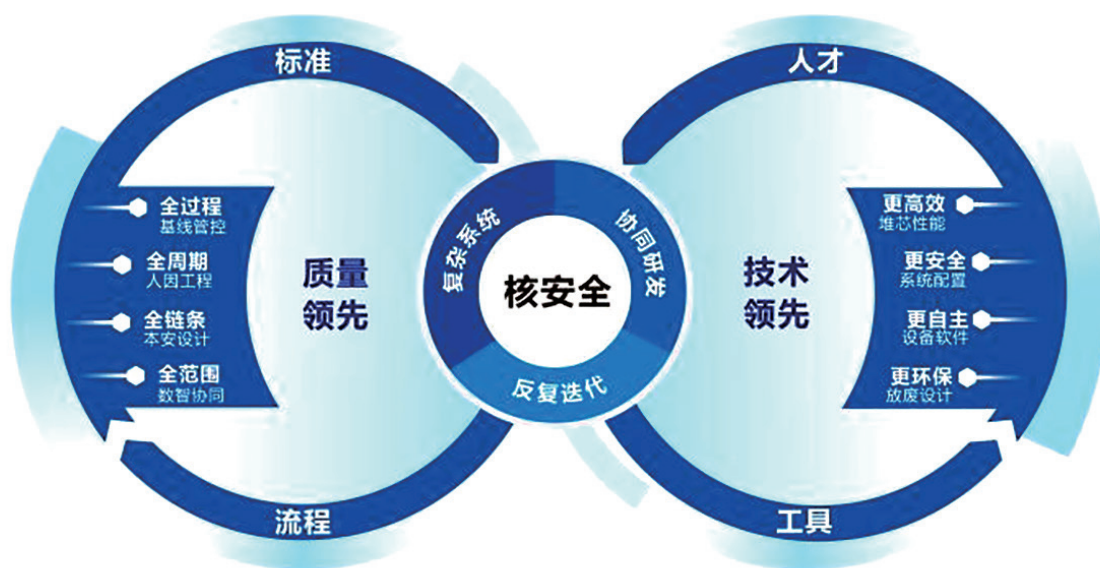 标准
全过程
基线管控
全周期
人因工程
全链条
本安设计
全范围
数智协同
质量
领先
流程
复杂系统
协同研发
核安全
反复迭代
人才
技术
领先
更高效
堆芯性能
更安全
系统配置
更自主
设备软件
更环保
放废设计
工具